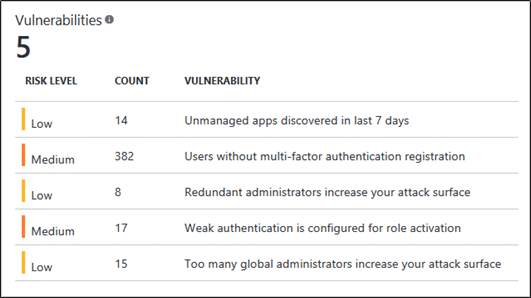 Vulnerabilities
5
RISK LEVEL COUNT VULNERABILITY
Low 14 Unmanaged apps discovered in last 7 days
Medium 382 Users without multi-factor authentication registration
Low 8 Redundant administrators increase your attack surface
Medium 17 Weak authentication is configured for role activation
Low 15 Too many global administrators increase your attack surface